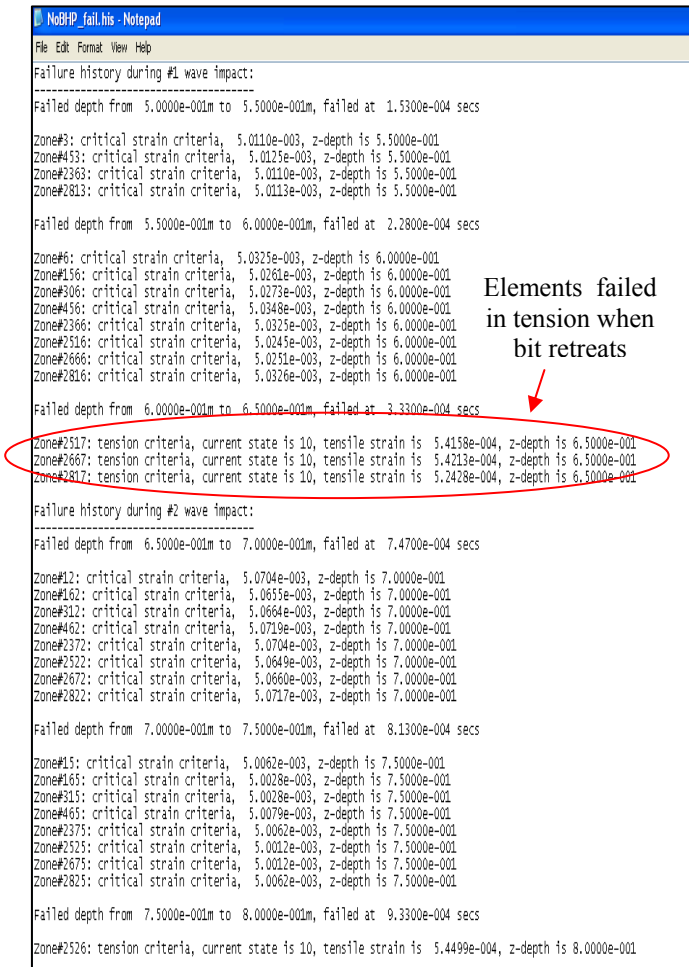 NoBHP_fail.his - Notepad
File Edit Format View Help
Failure history during #1 wave impact:
--------------------------------------
Failed depth from 5.0000e-001m to 5.5000e-001m, failed at 1.5300e-004 secs
Zone#3: critical strain criteria, 5.0110e-003, z-depth is 5.5000e-001
Zone#453: critical strain criteria, 5.0125e-003, z-depth is 5.5000e-001
Zone#2363: critical strain criteria, 5.0110e-003, z-depth is 5.5000e-001
Zone#2813: critical strain criteria, 5.0113e-003, z-depth is 5.5000e-001
Failed depth from 5.5000e-001m to 6.0000e-001m, failed at 2.2800e-004 secs
Zone#6: critical strain criteria, 5.0325e-003, z-depth is 6.0000e-001
Zone#156: critical strain criteria, 5.0261e-003, z-depth is 6.0000e-001
Zone#306: critical strain criteria, 5.0273e-003, z-depth is 6.0000e-001
Zone#456: critical strain criteria, 5.0348e-003, z-depth is 6.0000e-001
Zone#2366: critical strain criteria, 5.0325e-003, z-depth is 6.0000e-001
Zone#2516: critical strain criteria, 5.0245e-003, z-depth is 6.0000e-001
Zone#2666: critical strain criteria, 5.0251e-003, z-depth is 6.0000e-001
Zone#2816: critical strain criteria, 5.0326e-003, z-depth is 6.0000e-001
Elements failed
in tension when
bit retreats
Failed depth from 6.0000e-001m to 6.5000e-001m, failed at 3.3300e-004 secs
Zone#2517: tension criteria, current state is 10, tensile strain is 5.4158e-004, z-depth is 6.5000e-001
Zone#2667: tension criteria, current state is 10, tensile strain is 5.4213e-004, z-depth is 6.5000e-001
Zone#2817: tension criteria, current state is 10, tensile strain is 5.2428e-004, z-depth is 6.5000e-001
Failure history during #2 wave impact:
--------------------------------------
Failed depth from 6.5000e-001m to 7.0000e-001m, failed at 7.4700e-004 secs
Zone#12: critical strain criteria, 5.0704e-003, z-depth is 7.0000e-001
Zone#162: critical strain criteria, 5.0655e-003, z-depth is 7.0000e-001
Zone#312: critical strain criteria, 5.0664e-003, z-depth is 7.0000e-001
Zone#462: critical strain criteria, 5.0719e-003, z-depth is 7.0000e-001
Zone#2372: critical strain criteria, 5.0704e-003, z-depth is 7.0000e-001
Zone#2522: critical strain criteria, 5.0649e-003, z-depth is 7.0000e-001
Zone#2672: critical strain criteria, 5.0660e-003, z-depth is 7.0000e-001
Zone#2822: critical strain criteria, 5.0717e-003, z-depth is 7.0000e-001
Failed depth from 7.0000e-001m to 7.5000e-001m, failed at 8.1300e-004 secs
Zone#15: critical strain criteria, 5.0062e-003, z-depth is 7.5000e-001
Zone#165: critical strain criteria, 5.0028e-003, z-depth is 7.5000e-001
Zone#315: critical strain criteria, 5.0028e-003, z-depth is 7.5000e-001
Zone#465: critical strain criteria, 5.0079e-003, z-depth is 7.5000e-001
Zone#2375: critical strain criteria, 5.0062e-003, z-depth is 7.5000e-001
Zone#2525: critical strain criteria, 5.0012e-003, z-depth is 7.5000e-001
Zone#2675: critical strain criteria, 5.0012e-003, z-depth is 7.5000e-001
Zone#2825: critical strain criteria, 5.0062e-003, z-depth is 7.5000e-001
Failed depth from 7.5000e-001m to 8.0000e-001m, failed at 9.3300e-004 secs
Zone#2526: tension criteria, current state is 10, tensile strain is 5.4499e-004, z-depth is 8.0000e-001